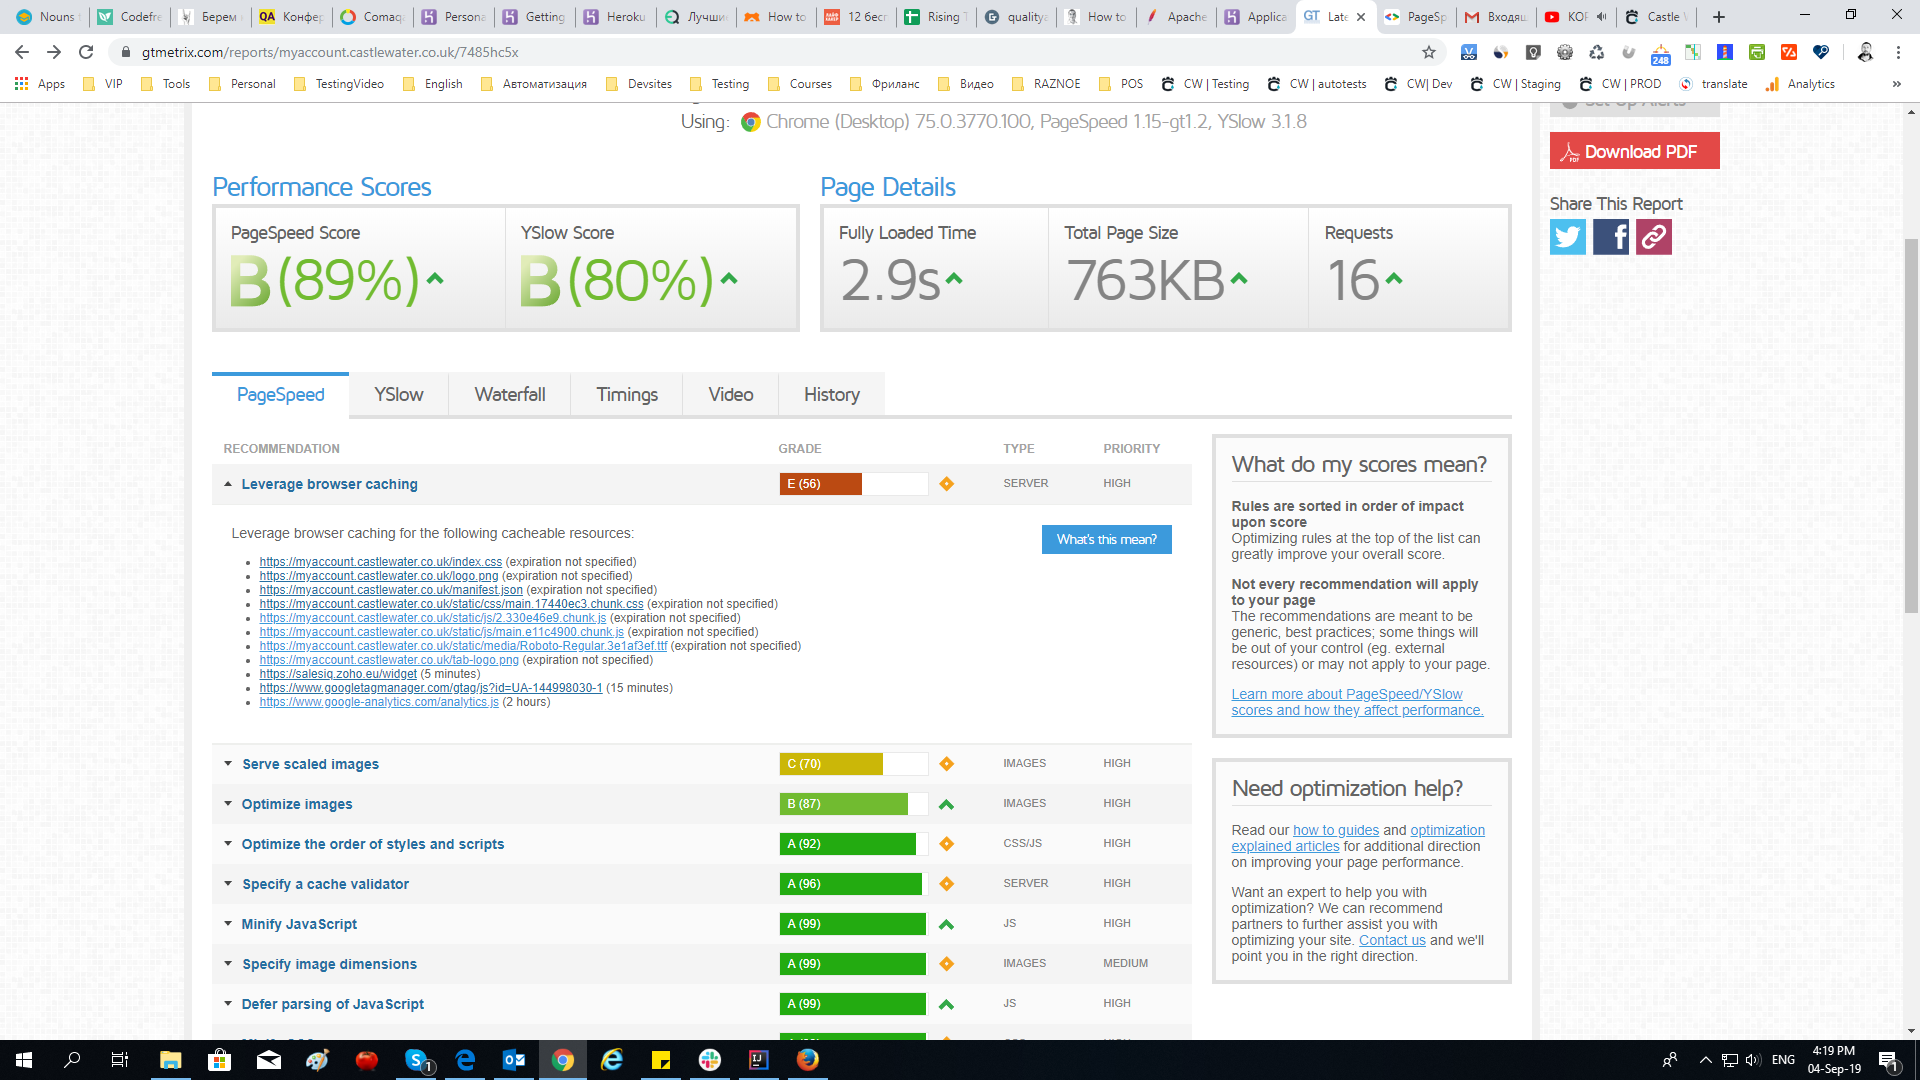 Nouns
Codefre
Берем
QA
Конфер
Comaqa
Persona
Getting
Heroku
Лучши
How to
12 бесп
Rising T
qualitya
How to
Apache
Applica
GT
Late
PageSp
Входящ
КОР
Castle
gtmetrix.com/reports/myaccount.castlewater.co.uk/7485hc5x
248
Apps
VIP
Tools
Personal
TestingVideo
English
Автоматизация
Devsites
Testing
Courses
Фриланс
Видео
RAZNOE
POS
CW | Testing
CW | autotests
CW| Dev
CW | Staging
CW | PROD
translate
Analytics
»
Using: Chrome (Desktop) 75.0.3770.100, PageSpeed 1.15-gt1.2, YSlow 3.1.8
Set Up Alerts
Download PDF
Share This Report
Performance Scores
PageSpeed Score
B(89%)
YSlow Score
B(80%)
Page Details
Fully Loaded Time
2.9s
Total Page Size
763KB
Requests
16
PageSpeed
YSlow
Waterfall
Timings
Video
History
RECOMMENDATION GRADE TYPE PRIORITY
Leverage browser caching E (56) SERVER HIGH
Leverage browser caching for the following cacheable resources:
What's this mean?
https://myaccount.castlewater.co.uk/index.css (expiration not specified)
https://myaccount.castlewater.co.uk/logo.png (expiration not specified)
https://myaccount.castlewater.co.uk/manifest.json (expiration not specified)
https://myaccount.castlewater.co.uk/static/css/main.17440ec3.chunk.css (expiration not specified)
https://myaccount.castlewater.co.uk/static/js/2.330e46e9.chunk.js (expiration not specified)
https://myaccount.castlewater.co.uk/static/js/main.e11c4900.chunk.js (expiration not specified)
https://myaccount.castlewater.co.uk/static/media/Roboto-Regular.3e1af3ef.ttf (expiration not specified)
https://myaccount.castlewater.co.uk/tab-logo.png (expiration not specified)
https://salesiq.zoho.eu/widget (5 minutes)
https://www.googletagmanager.com/gtag/js?id=UA-144998030-1 (15 minutes)
https://www.google-analytics.com/analytics.js (2 hours)
Serve scaled images C (70) IMAGES HIGH
Optimize images B (87) IMAGES HIGH
Optimize the order of styles and scripts A (92) CSS/JS HIGH
Specify a cache validator A (96) SERVER HIGH
Minify JavaScript A (99) JS HIGH
Specify image dimensions A (99) IMAGES MEDIUM
Defer parsing of JavaScript A (99) JS HIGH
What do my scores mean?
Rules are sorted in order of impact
upon score
Optimizing rules at the top of the list can
greatly improve your overall score.
Not every recommendation will apply
to your page
The recommendations are meant to be
generic, best practices; some things will
be out of your control (eg. external
resources) or may not apply to your page.
Learn more about PageSpeed/YSlow
scores and how they affect performance.
Need optimization help?
Read our how to guides and optimization
explained articles for additional direction
on improving your page performance.
Want an expert to help you with
optimization? We can recommend
partners to further assist you with
optimizing your site. Contact us and we'll
point you in the right direction.
1
ENG
4:19 PM
04-Sep-19
1